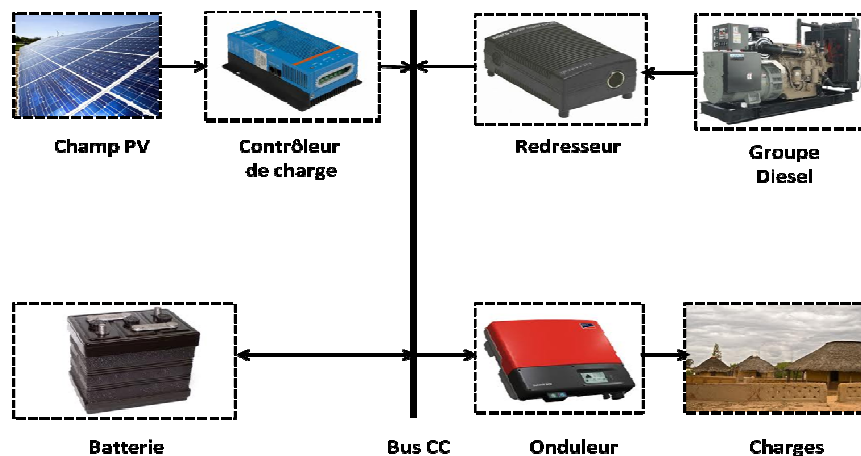 Champ PV
Contrôleur
de charge
Redresseur
Groupe
Diesel
Batterie
Bus CC
Onduleur
Charges